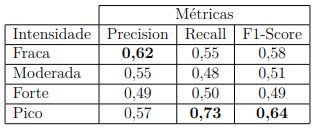 Métricas
Intensidade Precision Recall F1-Score
Fraca 0,62 0,55 0,58
Moderada 0,55 0,48 0,51
Forte 0,49 0,50 0,49
Pico 0,57 0,73 0,64